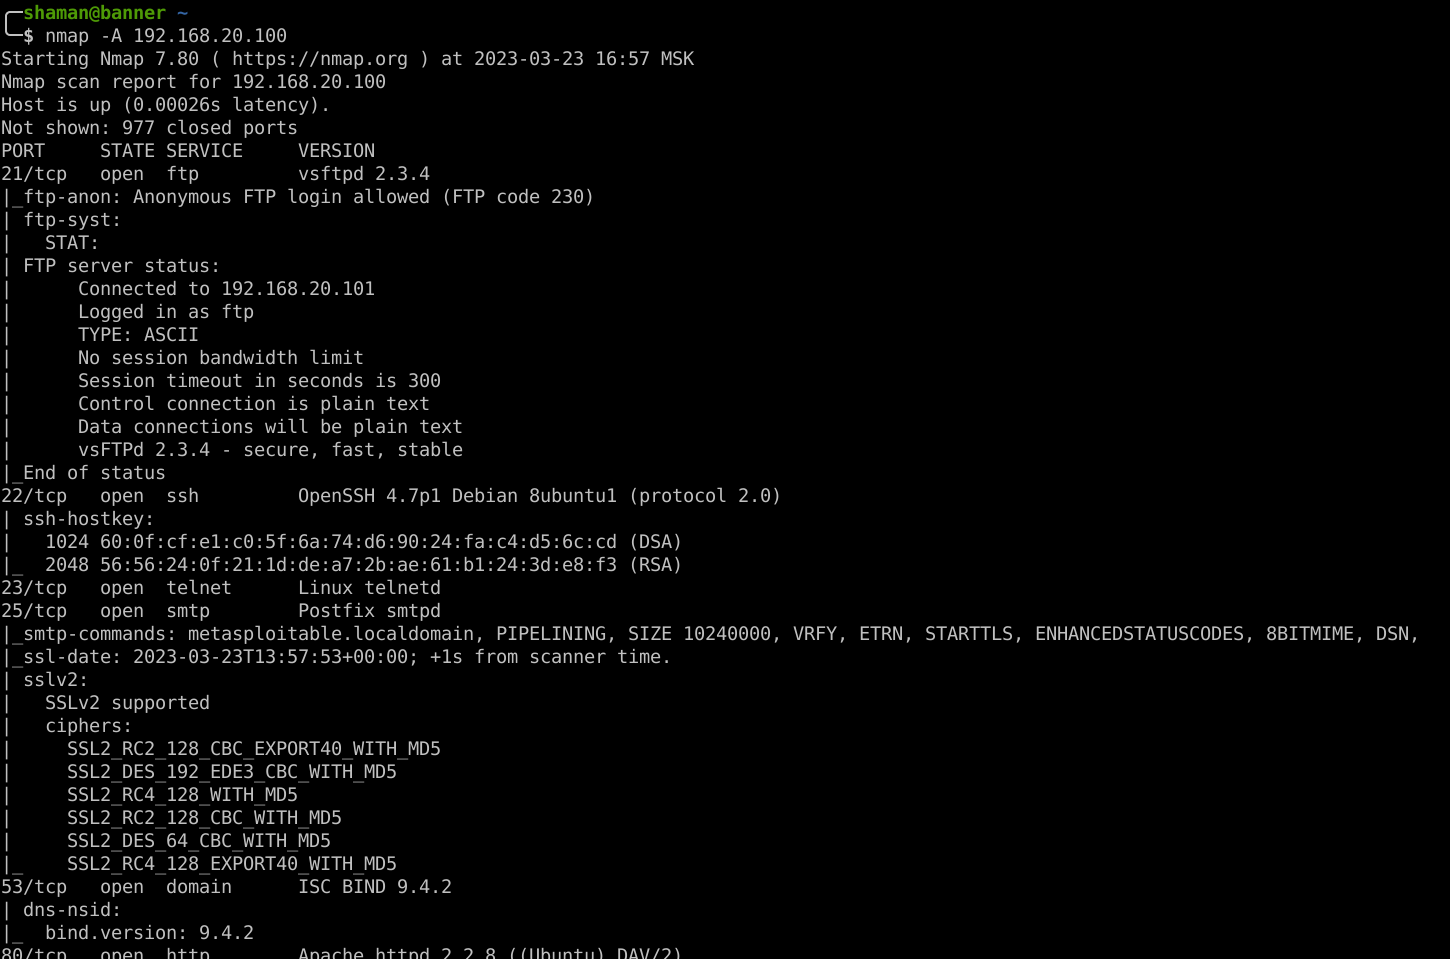 shaman@banner ~
$ nmap -A 192.168.20.100
Starting Nmap 7.80 ( https://nmap.org ) at 2023-03-23 16:57 MSK
Nmap scan report for 192.168.20.100
Host is up (0.00026s latency).
Not shown: 977 closed ports
PORT     STATE SERVICE     VERSION
21/tcp   open  ftp         vsftpd 2.3.4
|_ftp-anon: Anonymous FTP login allowed (FTP code 230)
| ftp-syst:
|   STAT:
| FTP server status:
|      Connected to 192.168.20.101
|      Logged in as ftp
|      TYPE: ASCII
|      No session bandwidth limit
|      Session timeout in seconds is 300
|      Control connection is plain text
|      Data connections will be plain text
|      vsFTPd 2.3.4 - secure, fast, stable
|_End of status
22/tcp   open  ssh         OpenSSH 4.7p1 Debian 8ubuntu1 (protocol 2.0)
| ssh-hostkey:
|   1024 60:0f:cf:e1:c0:5f:6a:74:d6:90:24:fa:c4:d5:6c:cd (DSA)
|_  2048 56:56:24:0f:21:1d:de:a7:2b:ae:61:b1:24:3d:e8:f3 (RSA)
23/tcp   open  telnet      Linux telnetd
25/tcp   open  smtp        Postfix smtpd
|_smtp-commands: metasploitable.localdomain, PIPELINING, SIZE 10240000, VRFY, ETRN, STARTTLS, ENHANCEDSTATUSCODES, 8BITMIME, DSN,
|_ssl-date: 2023-03-23T13:57:53+00:00; +1s from scanner time.
| sslv2:
|   SSLv2 supported
|   ciphers:
|     SSL2_RC2_128_CBC_EXPORT40_WITH_MD5
|     SSL2_DES_192_EDE3_CBC_WITH_MD5
|     SSL2_RC4_128_WITH_MD5
|     SSL2_RC2_128_CBC_WITH_MD5
|     SSL2_DES_64_CBC_WITH_MD5
|_    SSL2_RC4_128_EXPORT40_WITH_MD5
53/tcp   open  domain      ISC BIND 9.4.2
| dns-nsid:
|_  bind.version: 9.4.2
80/tcp   open  http        Apache httpd 2.2.8 ((Ubuntu) DAV/2)